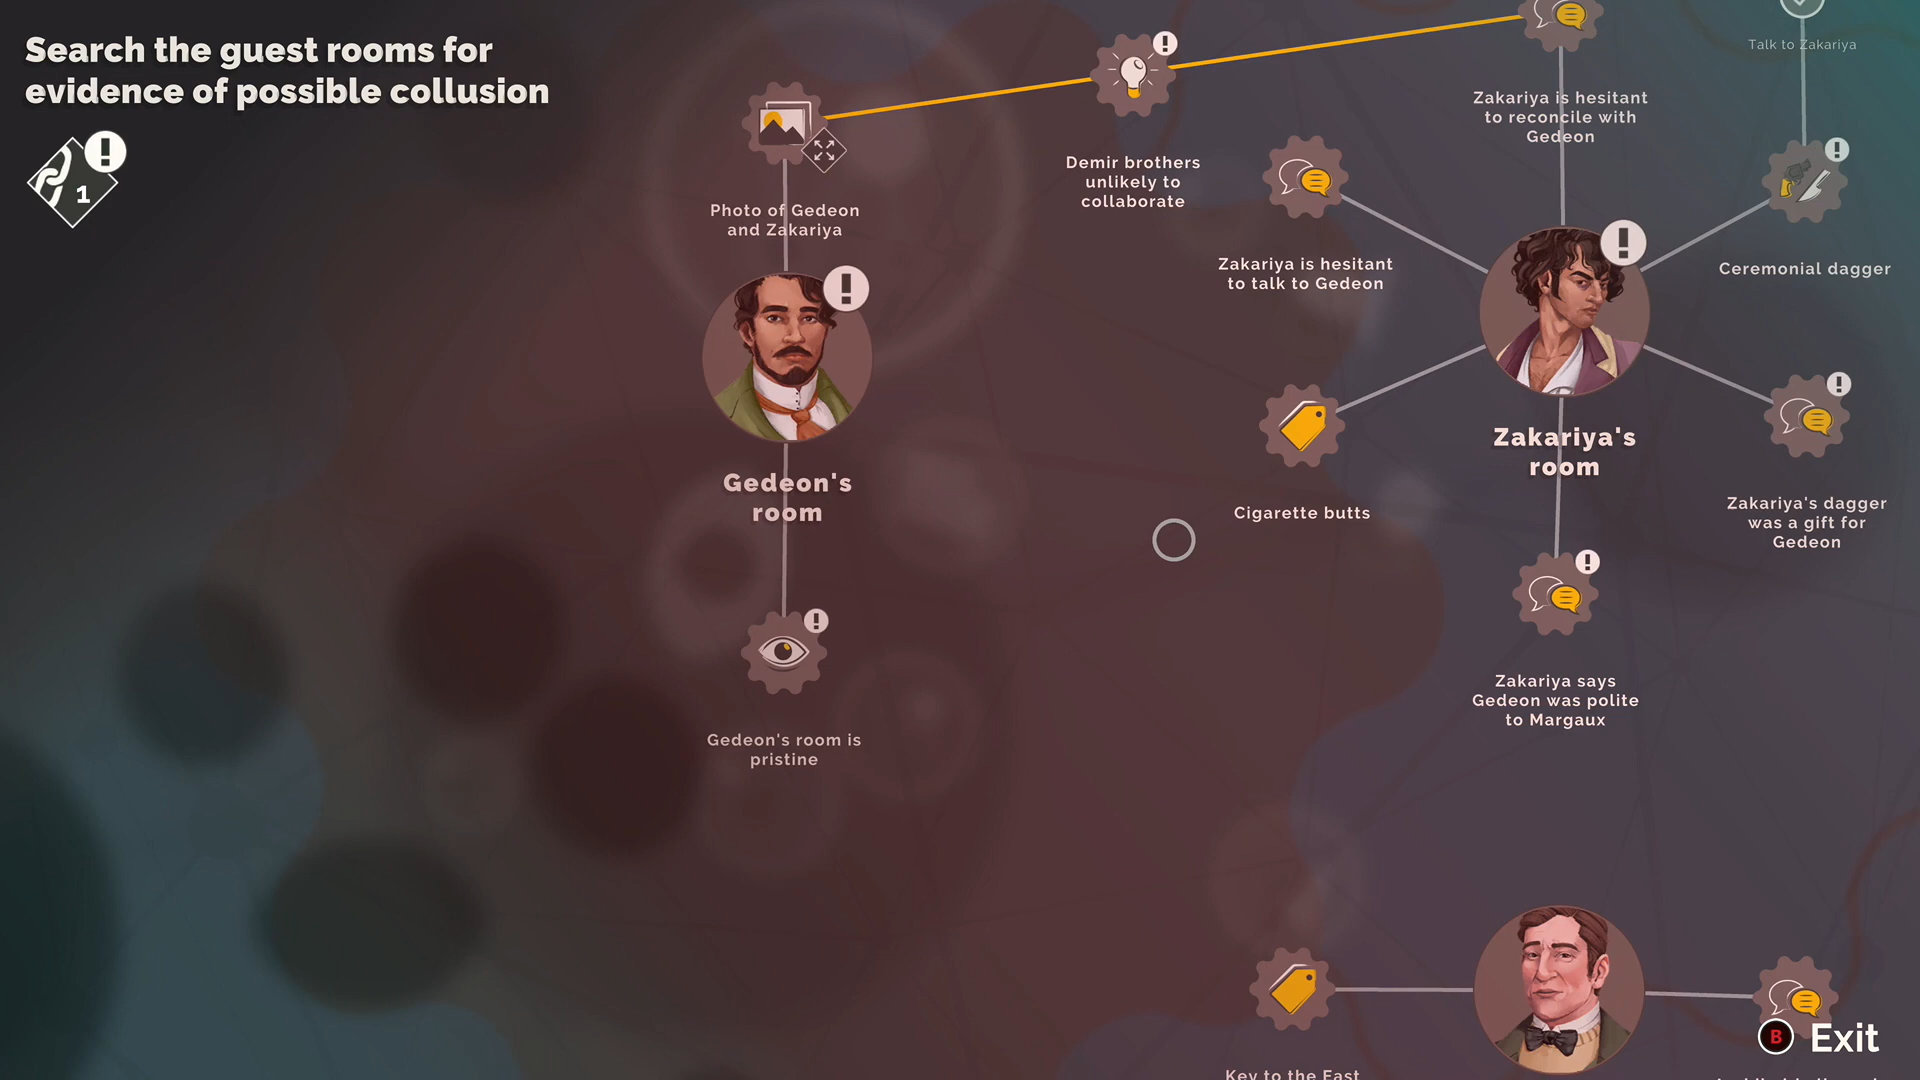 Search the guest rooms for
evidence of possible collusion
1
Talk to Zakariya
Zakariya is hesitant
to reconcile with
Gedeon
Demir brothers
unlikely to
collaborate
Photo of Gedeon
and Zakariya
Zakariya is hesitant
to talk to Gedeon
Ceremonial dagger
Zakariya's
room
Gedeon's
room
Cigarette butts
Zakariya's dagger
was a gift for
Gedeon
Zakariya says
Gedeon was polite
to Margaux
Gedeon's room is
pristine
B Exit
Key to the East